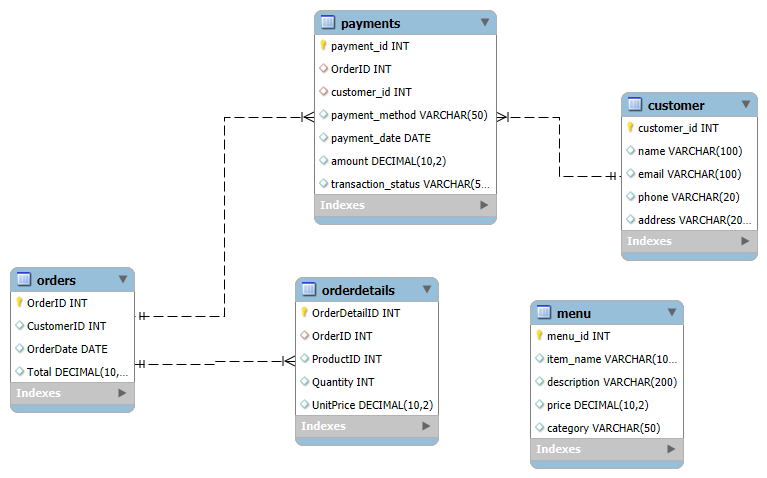 payments
payment_id INT
OrderID INT
customer_id INT
payment_method VARCHAR(50)
payment_date DATE
amount DECIMAL(10,2)
transaction_status VARCHAR(5...
Indexes
customer
customer_id INT
name VARCHAR(100)
email VARCHAR(100)
phone VARCHAR(20)
address VARCHAR(20...
Indexes
orders
OrderID INT
CustomerID INT
OrderDate DATE
Total DECIMAL(10,...
Indexes
orderdetails
OrderDetailID INT
OrderID INT
ProductID INT
Quantity INT
UnitPrice DECIMAL(10,2)
Indexes
menu
menu_id INT
item_name VARCHAR(10...
description VARCHAR(200)
price DECIMAL(10,2)
category VARCHAR(50)
Indexes